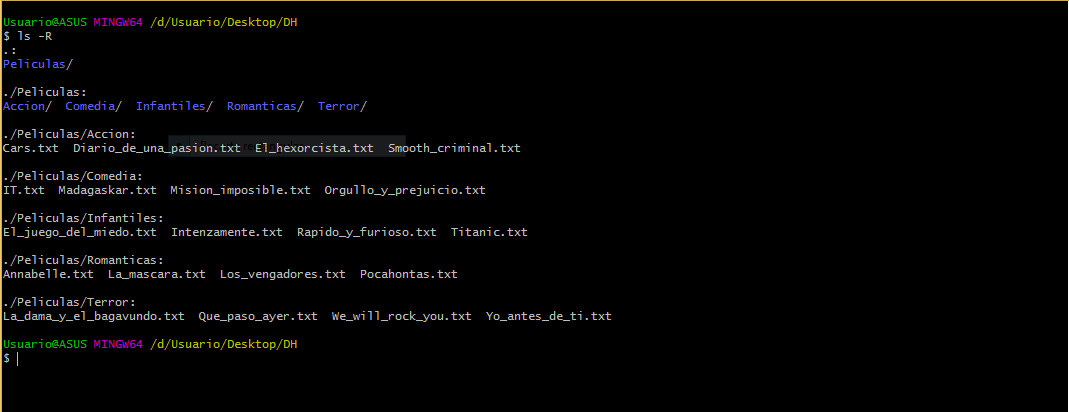 Usuario@ASUS MINGW64 /d/Usuario/Desktop/DH
$ ls -R
.:
Peliculas/
./Peliculas:
Accion/  Comedia/  Infantiles/  Romanticas/  Terror/
./Peliculas/Accion:
Cars.txt  Diario_de_una_pasion.txt  El_hexorcista.txt  Smooth_criminal.txt
./Peliculas/Comedia:
IT.txt  Madagaskar.txt  Mision_imposible.txt  Orgullo_y_prejuicio.txt
./Peliculas/Infantiles:
El_juego_del_miedo.txt  Intenzamente.txt  Rapido_y_furioso.txt  Titanic.txt
./Peliculas/Romanticas:
Annabelle.txt  La_mascara.txt  Los_vengadores.txt  Pocahontas.txt
./Peliculas/Terror:
La_dama_y_el_bagavundo.txt  Que_paso_ayer.txt  We_will_rock_you.txt  Yo_antes_de_ti.txt
Usuario@ASUS MINGW64 /d/Usuario/Desktop/DH
$